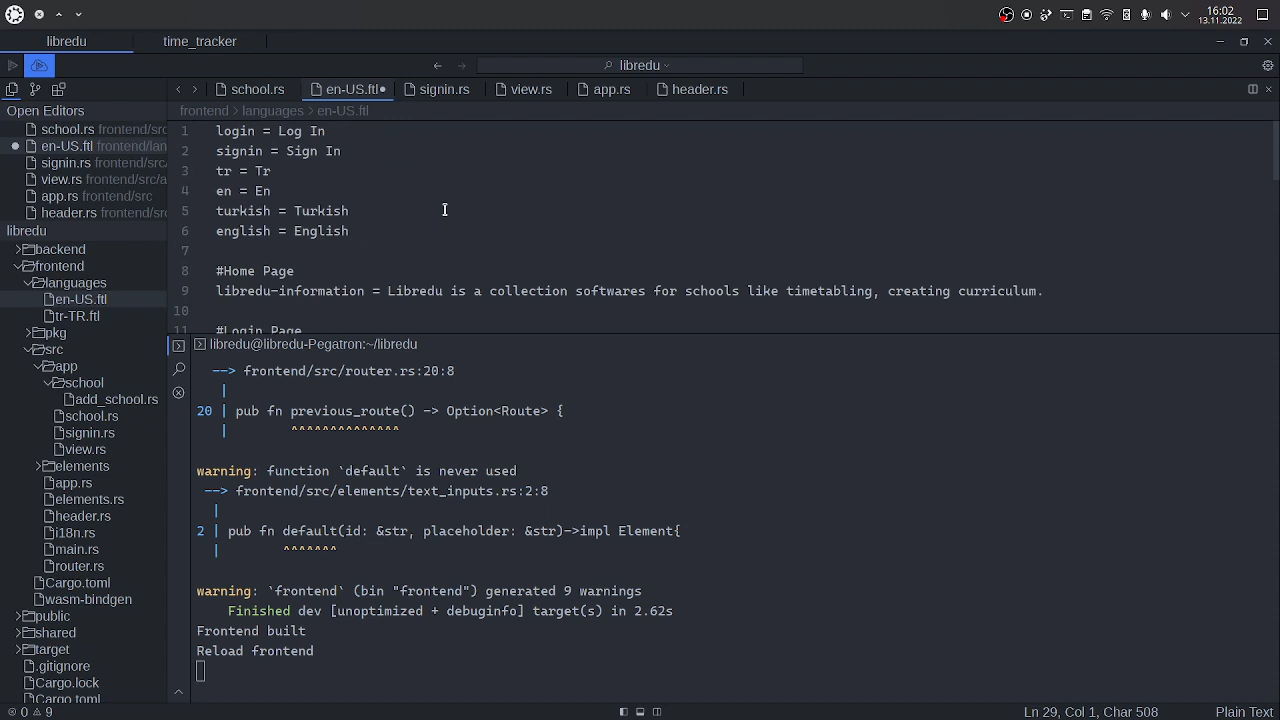 16:02
13.11.2022
libredu
time_tracker
libredu
school.rs
en-US.ftl
signin.rs
view.rs
app.rs
header.rs
frontend > languages > en-US.ftl
Open Editors
school.rs frontend/src
en-US.ftl frontend/lan
signin.rs frontend/src/
view.rs frontend/src/a
app.rs frontend/src
header.rs frontend/src
libredu
backend
frontend
languages
en-US.ftl
tr-TR.ftl
pkg
src
app
school
add_school.rs
school.rs
signin.rs
view.rs
elements
app.rs
elements.rs
header.rs
i18n.rs
main.rs
router.rs
Cargo.toml
wasm-bindgen
public
shared
target
.gitignore
Cargo.lock
Cargo.toml
1 login = Log In
2 signin = Sign In
3 tr = Tr
4 en = En
5 turkish = Turkish
6 english = English
7
8 #Home Page
9 libredu-information = Libredu is a collection softwares for schools like timetabling, creating curriculum.
10
11 #Login Page
libredu@libredu-Pegatron:~/libredu
--> frontend/src/router.rs:20:8
|
20 | pub fn previous_route() -> Option<Route> {
| ^^^^^^^^^^^^^^
warning: function `default` is never used
--> frontend/src/elements/text_inputs.rs:2:8
|
2 | pub fn default(id: &str, placeholder: &str)->impl Element{
| ^^^^^^^
warning: `frontend` (bin "frontend") generated 9 warnings
Finished dev [unoptimized + debuginfo] target(s) in 2.62s
Frontend built
Reload frontend
0 9
Ln 29, Col 1, Char 508
Plain Text